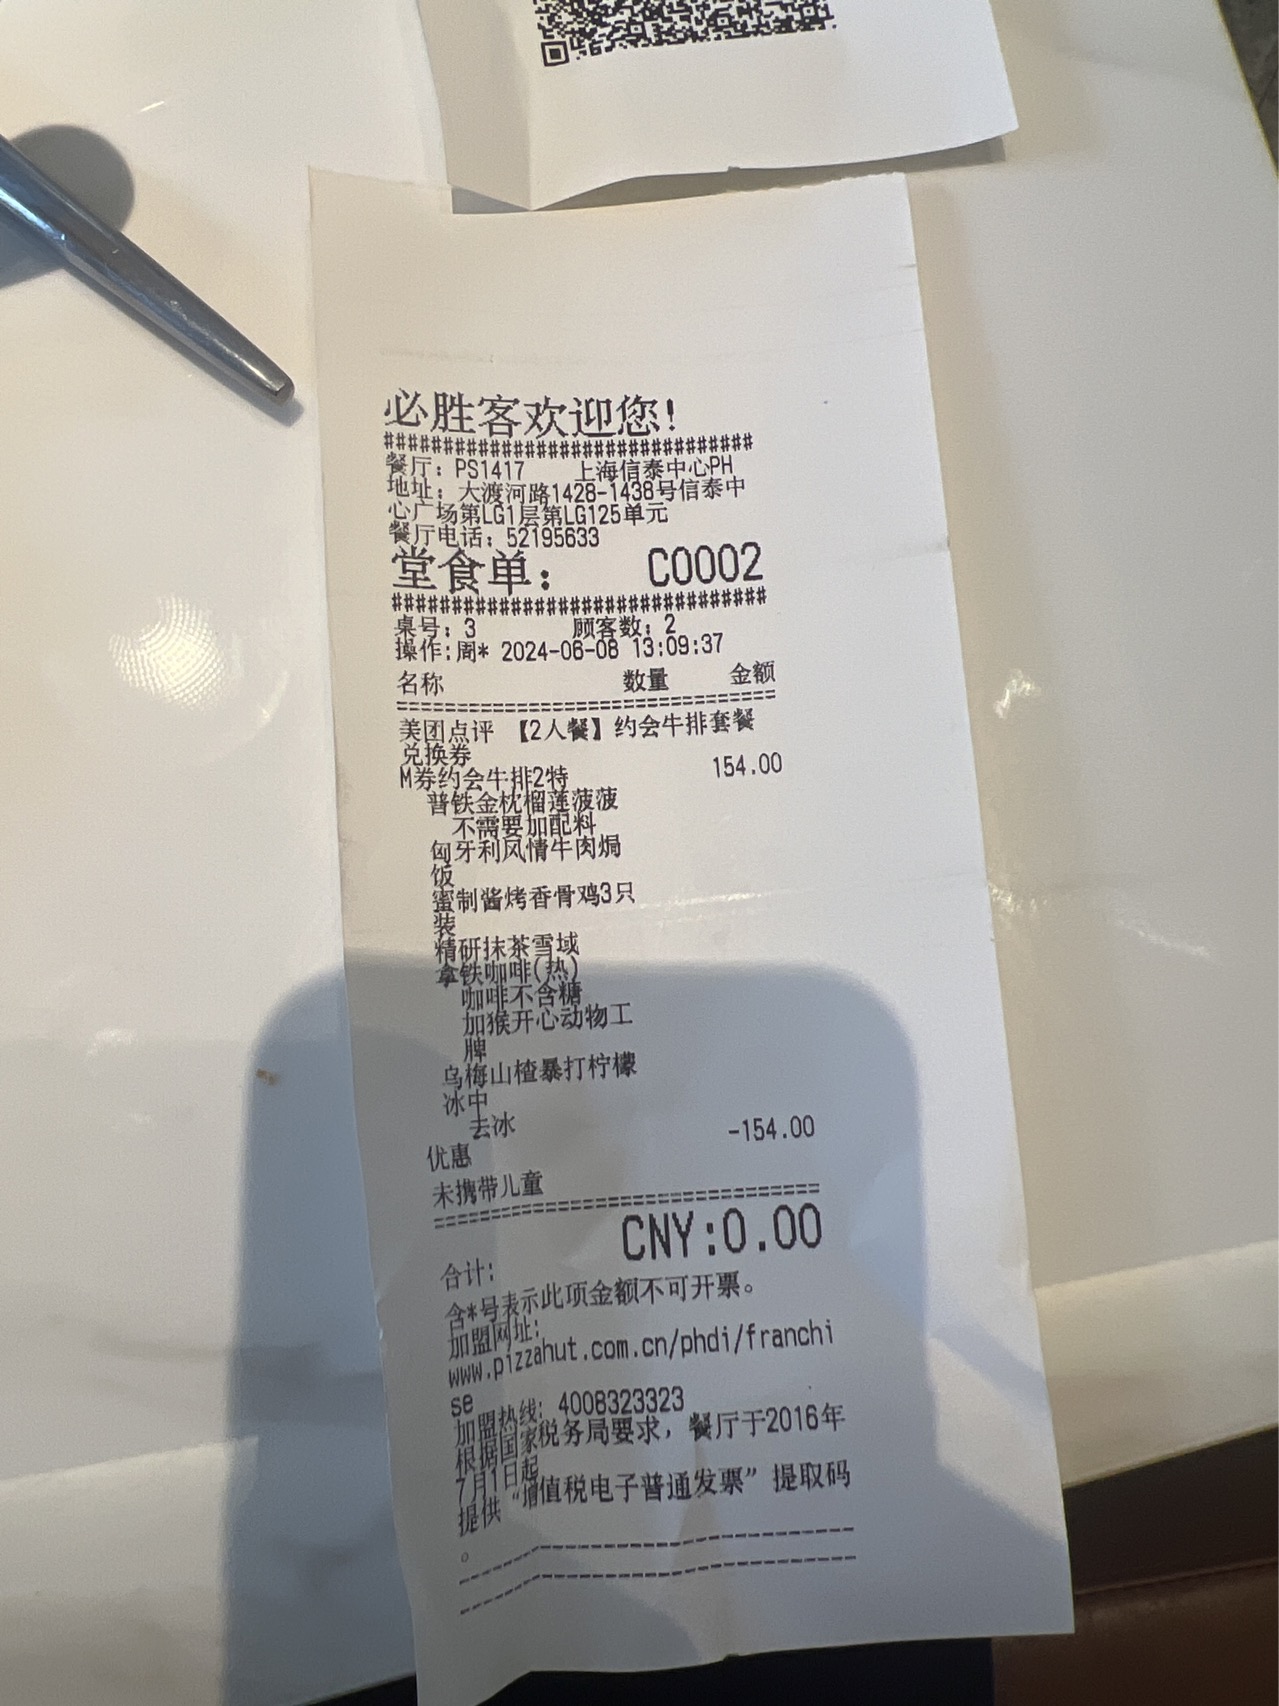 必胜客欢迎您!
###############################
餐厅: PS1417 上海信泰中心PH
地址: 大渡河路1428-1438号信泰中
心广场第LG1层第LG125单元
餐厅电话: 52195633
堂食单: C0002
###############################
桌号: 3 顾客数: 2
操作:周* 2024-06-08 13:09:37
名称 数量 金额
================================
美团点评 【2人餐】约会牛排套餐
兑换券
M券约会牛排2特 154.00
普铁金枕榴莲菠菠
不需要加配料
匈牙利风情牛肉焗
饭
蜜制酱烤香骨鸡3只
装
精研抹茶雪域
拿铁咖啡(热)
咖啡不含糖
加猴开心动物工
牌
乌梅山楂暴打柠檬
冰中
去冰
优惠 -154.00
未携带儿童
================================
合计: CNY:0.00
含*号表示此项金额不可开票。
加盟网址:
www.pizzahut.com.cn/phdi/franchi
se
加盟热线: 4008323323
根据国家税务局要求，餐厅于2016年
7月1日起
提供“增值税电子普通发票”提取码
。
--------------------------------
--------------------------------